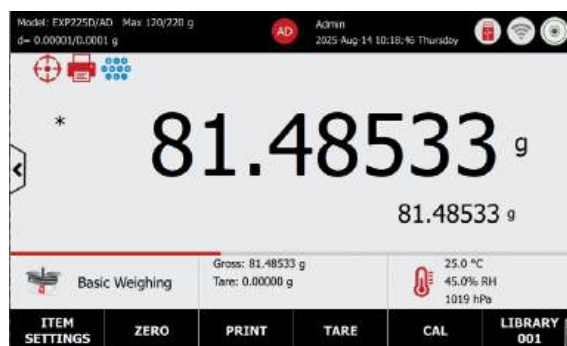 Model: EXP225D/AD Max 120/220 g
d= 0.00001/0.0001 g
AD
Admin
2025-Aug-14 10:18:46 Thursday
*
81.48533 g
81.48533 g
Basic Weighing
Gross: 81.48533 g
Tare: 0.00000 g
25.0 °C
45.0% RH
1019 hPa
ITEM SETTINGS
ZERO
PRINT
TARE
CAL
LIBRARY 001